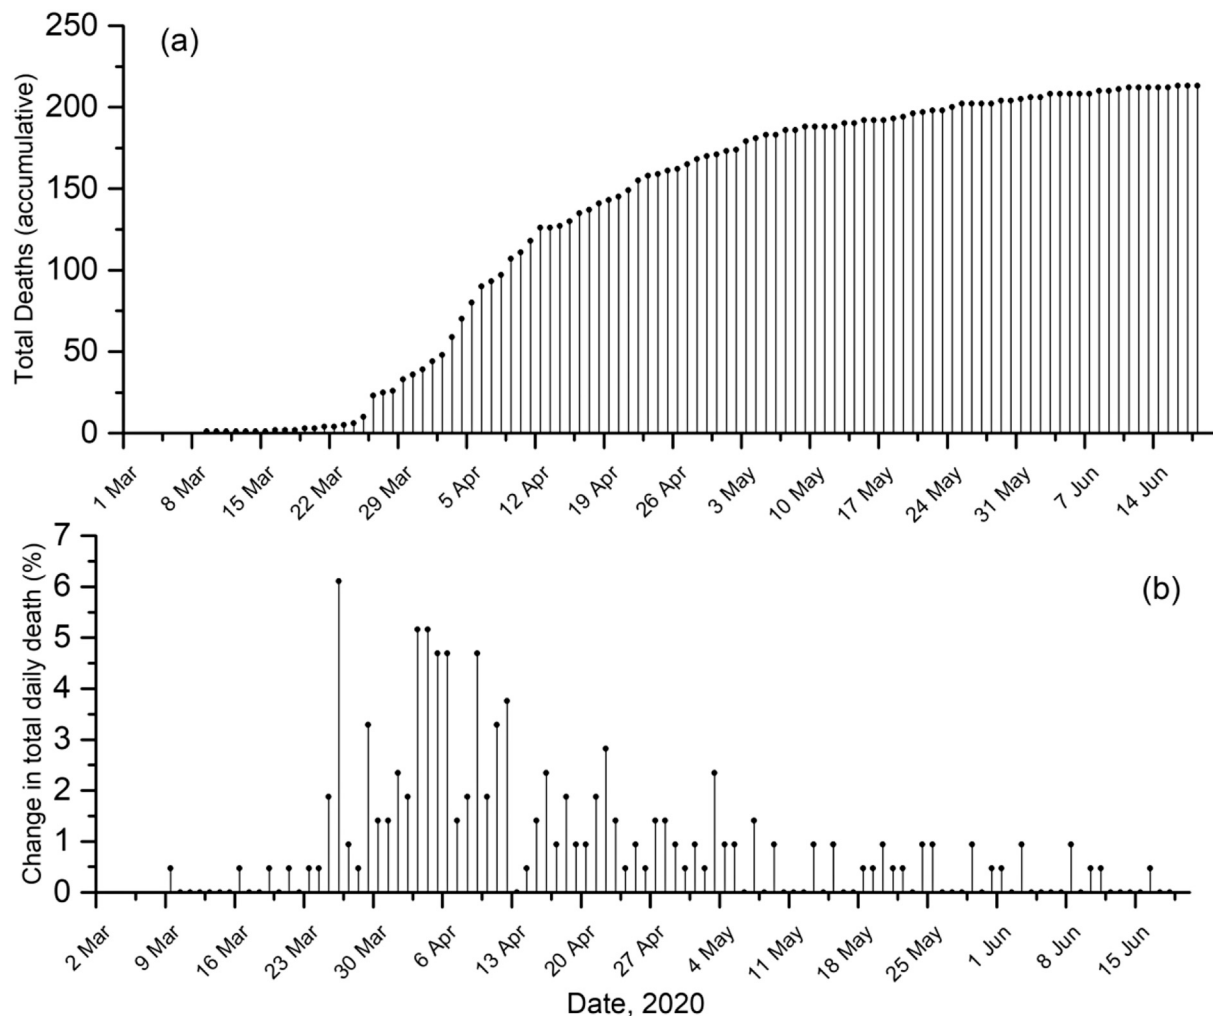 (a)
Total Deaths (accumulative)
250
200
150
100
50
0
1 Mar
8 Mar
15 Mar
22 Mar
29 Mar
5 Apr
12 Apr
19 Apr
26 Apr
3 May
10 May
17 May
24 May
31 May
7 Jun
14 Jun
(b)
Change in total daily death (%)
7
6
5
4
3
2
1
0
2 Mar
9 Mar
16 Mar
23 Mar
30 Mar
6 Apr
13 Apr
20 Apr
27 Apr
4 May
11 May
18 May
25 May
1 Jun
8 Jun
15 Jun
Date, 2020